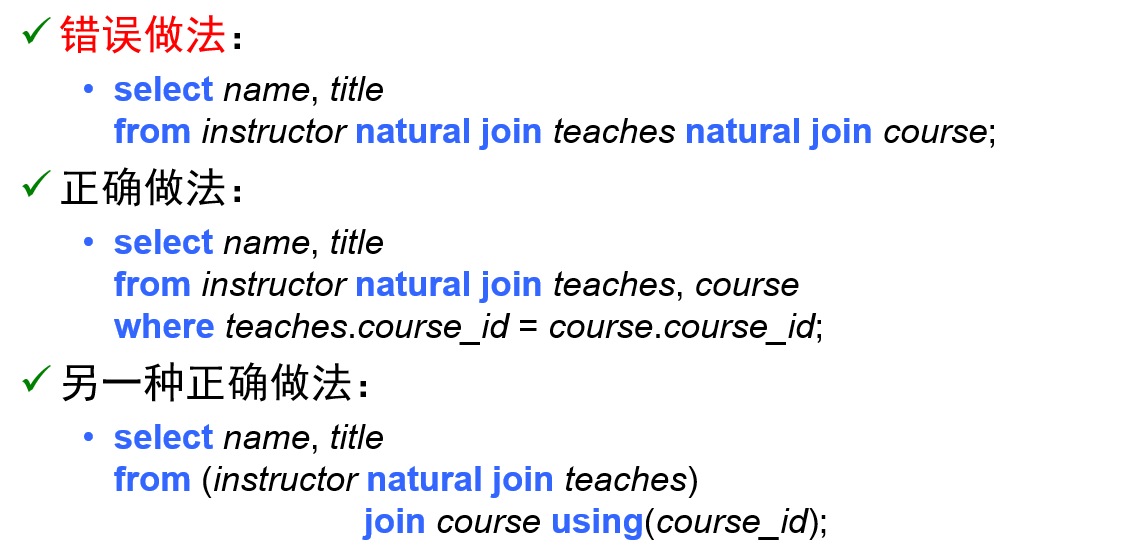 ✓ 错误做法：
• select name, title
from instructor natural join teaches natural join course;
✓ 正确做法：
• select name, title
from instructor natural join teaches, course
where teaches.course_id = course.course_id;
✓ 另一种正确做法：
• select name, title
from (instructor natural join teaches)
join course using(course_id);